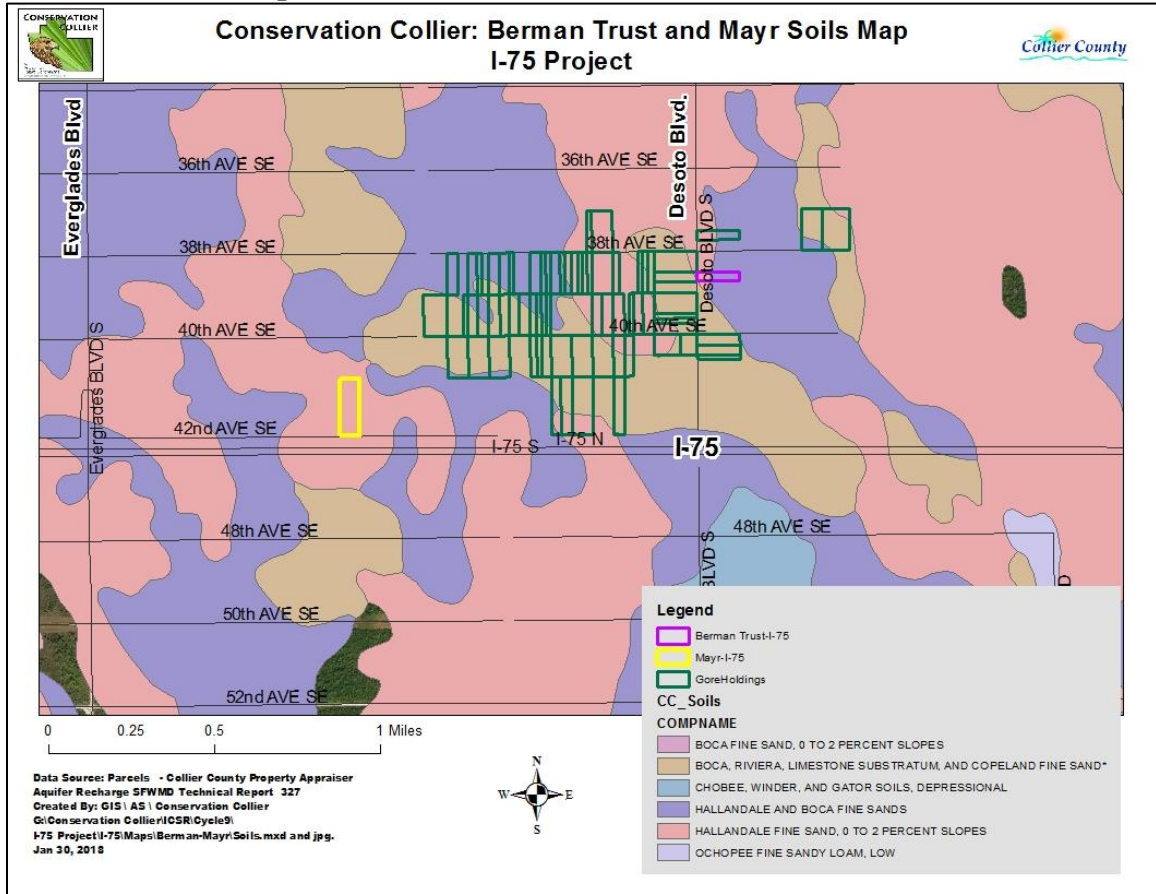 CONSERVATION
COLLIER
Conservation Collier: Berman Trust and Mayr Soils Map
I-75 Project
Collier County
Everglades Blvd
Desoto Blvd.
36th AVE SE
36th AVE SE
38th AVE SE
38th AVE SE
Desoto BLVD S
40th AVE SE
40th AVE SE
Everglades BLVD S
42nd AVE SE
I-75 S
I-75 N
I-75
48th AVE SE
48th AVE SE
BLVD S
50th AVE SE
52nd AVE SE
Legend
Berman Trust-I-75
Mayr-I-75
GoreHoldings
CC_Soils
COMPNAME
BOCA FINE SAND, 0 TO 2 PERCENT SLOPES
BOCA, RIVIERA, LIMESTONE SUBSTRATUM, AND COPELAND FINE SAND*
CHOBEE, WINDER, AND GATOR SOILS, DEPRESSIONAL
HALLANDALE AND BOCA FINE SANDS
HALLANDALE FINE SAND, 0 TO 2 PERCENT SLOPES
OCHOPEE FINE SANDY LOAM, LOW
0 0.25 0.5 1 Miles
N
W E
S
Data Source: Parcels - Collier County Property Appraiser
Aquifer Recharge SFWMD Technical Report 327
Created By: GIS \ AS \ Conservation Collier
G:\Conservation Collier\ICSR\Cycle9\
I-75 Project\I-75\Maps\Berman-Mayr\Soils.mxd and jpg.
Jan 30, 2018